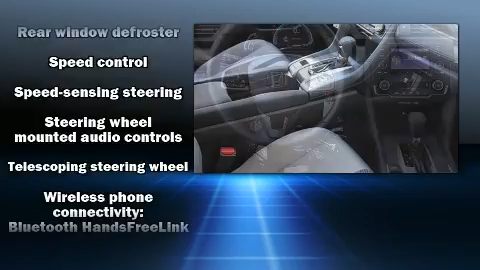 Rear window defroster
Speed control
Speed-sensing steering
Steering wheel
mounted audio controls
Telescoping steering wheel
Wireless phone
connectivity:
Bluetooth HandsFreeLink